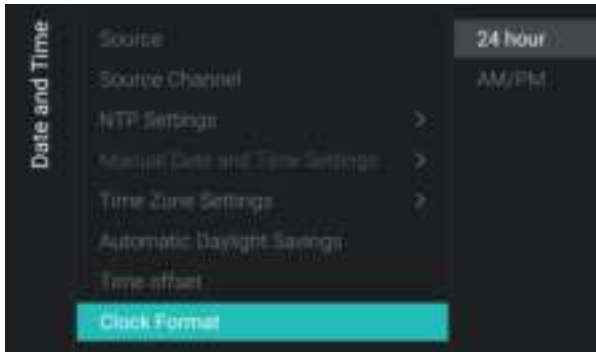 Date and Time
Source
Source Channel
NTP Settings
Manual Date and Time Settings
Time Zone Settings
Automatic Daylight Savings
Time offset
Clock Format
24 hour
AM/PM